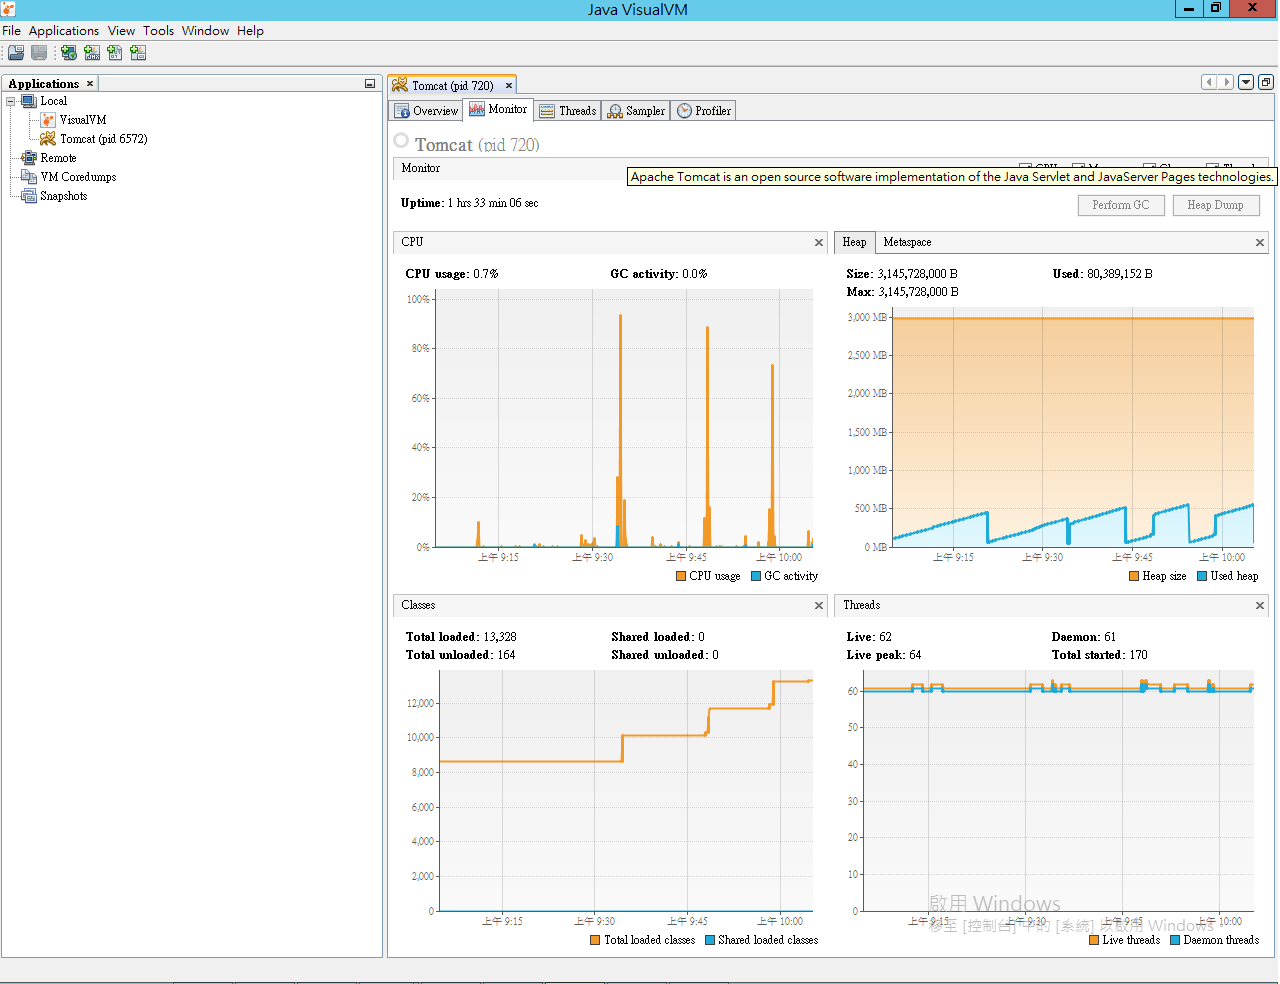 Java VisualVM
File Applications View Tools Window Help
Applications
Local
VisualVM
Tomcat (pid 6572)
Remote
VM Coredumps
Snapshots
Tomcat (pid 720)
Overview Monitor Threads Sampler Profiler
Tomcat (pid 720)
Monitor
Apache Tomcat is an open source software implementation of the Java Servlet and JavaServer Pages technologies.
Uptime: 1 hrs 33 min 06 sec
Perform GC Heap Dump
CPU
CPU usage: 0.7% GC activity: 0.0%
100%
80%
60%
40%
20%
0%
上午 9:15 上午 9:30 上午 9:45 上午 10:00
CPU usage GC activity
Heap Metaspace
Size: 3,145,728,000 B Used: 80,389,152 B
Max: 3,145,728,000 B
3,000 MB
2,500 MB
2,000 MB
1,500 MB
1,000 MB
500 MB
0 MB
上午 9:15 上午 9:30 上午 9:45 上午 10:00
Heap size Used heap
Classes
Total loaded: 13,328 Shared loaded: 0
Total unloaded: 164 Shared unloaded: 0
12,000
10,000
8,000
6,000
4,000
2,000
0
上午 9:15 上午 9:30 上午 9:45 上午 10:00
Total loaded classes Shared loaded classes
Threads
Live: 62 Daemon: 61
Live peak: 64 Total started: 170
60
50
40
30
20
10
0
上午 9:15 上午 9:30 上午 9:45 上午 10:00
Live threads Daemon threads
啟用 Windows
移至 [控制台] 中的 [系統] 以啟用 Windows。